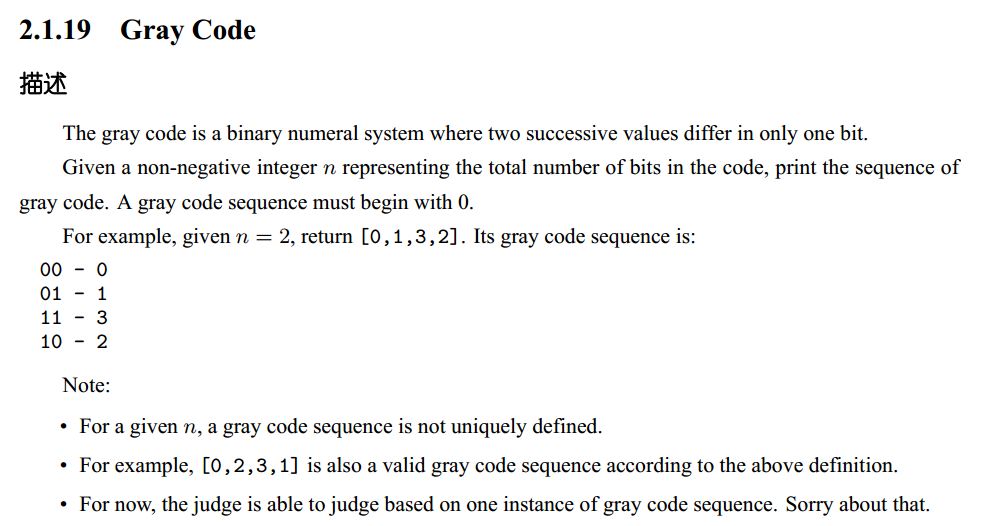 2.1.19 Gray Code
描述
The gray code is a binary numeral system where two successive values differ in only one bit.
Given a non-negative integer n representing the total number of bits in the code, print the sequence of
gray code. A gray code sequence must begin with 0.
For example, given n = 2, return [0,1,3,2]. Its gray code sequence is:
00 - 0
01 - 1
11 - 3
10 - 2
Note:
• For a given n, a gray code sequence is not uniquely defined.
• For example, [0,2,3,1] is also a valid gray code sequence according to the above definition.
• For now, the judge is able to judge based on one instance of gray code sequence. Sorry about that.